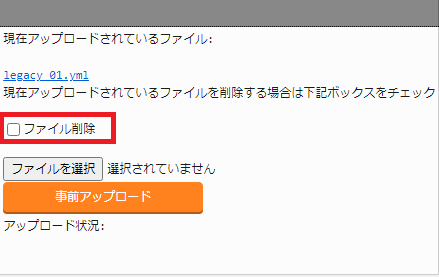 現在アップロードされているファイル:
legacy_01.yml
現在アップロードされているファイルを削除する場合は下記ボックスをチェック
ファイル削除
ファイルを選択 選択されていません
事前アップロード
アップロード状況: